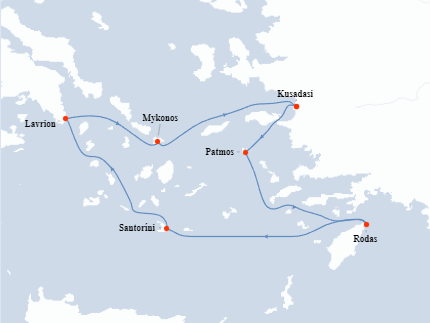 Kusadasi
Mykonos
Lavrion
Patmos
Santorini
Rodas